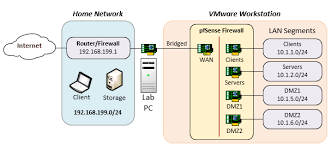 Home Network
VMware Workstation
Internet
Router/Firewall
192.168.199.1
Client
Storage
192.168.199.0/24
Lab
PC
Bridged
pfSense Firewall
WAN
Clients
Servers
DMZ1
DMZ2
LAN Segments
Clients
10.1.1.0/24
Servers
10.1.2.0/24
DMZ1
10.1.5.0/24
DMZ2
10.1.6.0/24